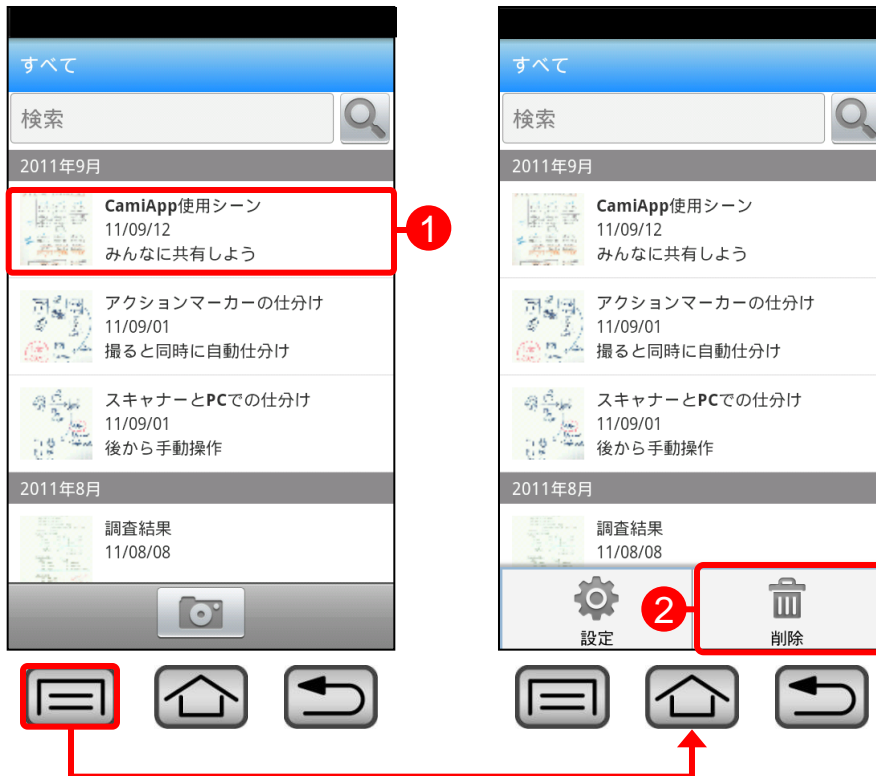 すべて
検索
2011年9月
CamiApp使用シーン
11/09/12
みんなに共有しよう
1
アクションマーカーの仕分け
11/09/01
撮ると同時に自動仕分け
スキャナーとPCでの仕分け
11/09/01
後から手動操作
2011年8月
調査結果
11/08/08
すべて
検索
2011年9月
CamiApp使用シーン
11/09/12
みんなに共有しよう
アクションマーカーの仕分け
11/09/01
撮ると同時に自動仕分け
スキャナーとPCでの仕分け
11/09/01
後から手動操作
2011年8月
調査結果
11/08/08
設定
2
削除